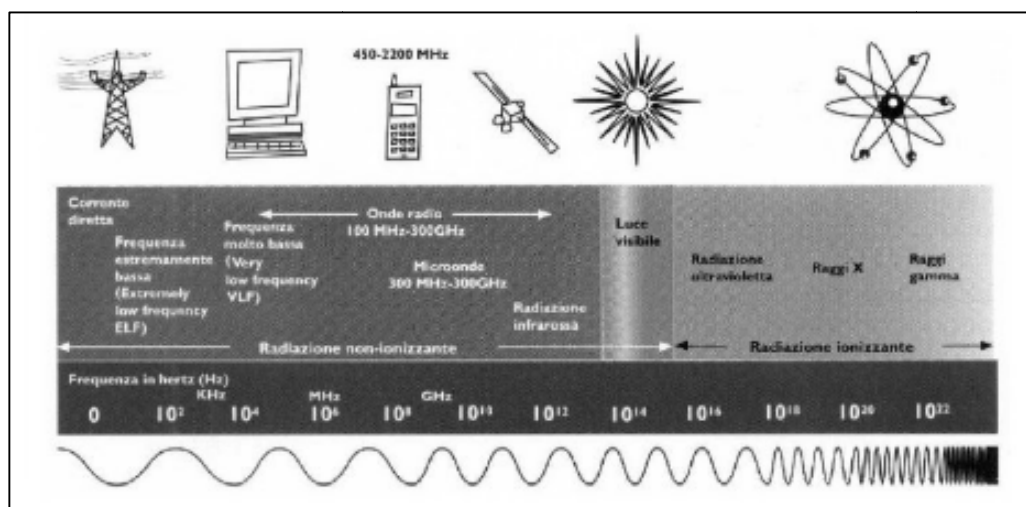 450-2200 MHz
Corrente
diretta
Frequenza
estremamente
bassa
(Extremely
low frequency
ELF)
Frequenza
molto bassa
(Very
low frequency
VLF)
Onde radio
100 MHz-300GHz
Microonde
300 MHz-300GHz
Radiazione
infrarossa
Luce
visibile
Radiazione
ultravioletta
Raggi X
Raggi
gamma
Radiazione non-ionizzante
Radiazione ionizzante
Frequenza in hertz (Hz)
KHz MHz GHz
0 10² 10⁴ 10⁶ 10⁸ 10¹⁰ 10¹² 10¹⁴ 10¹⁶ 10¹⁸ 10²⁰ 10²²